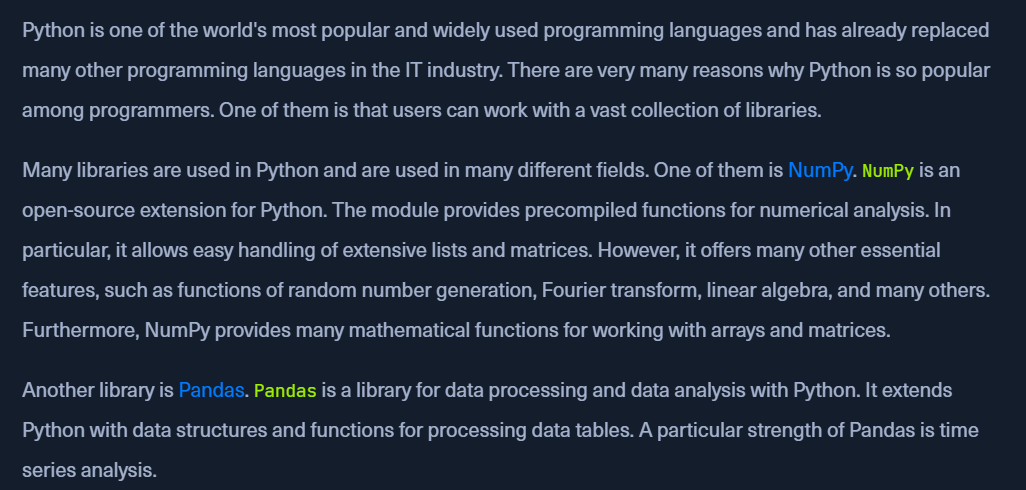 Python is one of the world's most popular and widely used programming languages and has already replaced
many other programming languages in the IT industry. There are very many reasons why Python is so popular
among programmers. One of them is that users can work with a vast collection of libraries.
Many libraries are used in Python and are used in many different fields. One of them is NumPy. NumPy is an
open-source extension for Python. The module provides precompiled functions for numerical analysis. In
particular, it allows easy handling of extensive lists and matrices. However, it offers many other essential
features, such as functions of random number generation, Fourier transform, linear algebra, and many others.
Furthermore, NumPy provides many mathematical functions for working with arrays and matrices.
Another library is Pandas. Pandas is a library for data processing and data analysis with Python. It extends
Python with data structures and functions for processing data tables. A particular strength of Pandas is time
series analysis.